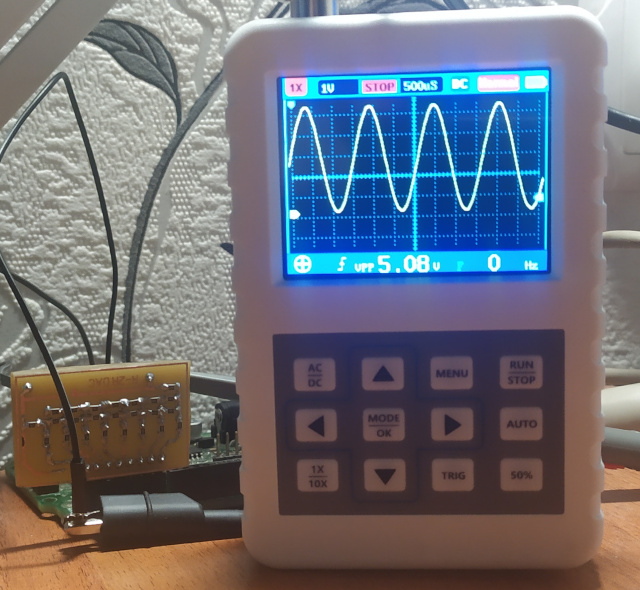 1X 1V STOP 500uS DC
VPP 5.08V F 0 Hz
AC
DC
MENU
RUN
STOP
MODE
OK
AUTO
1X
10X
TRIG
50%